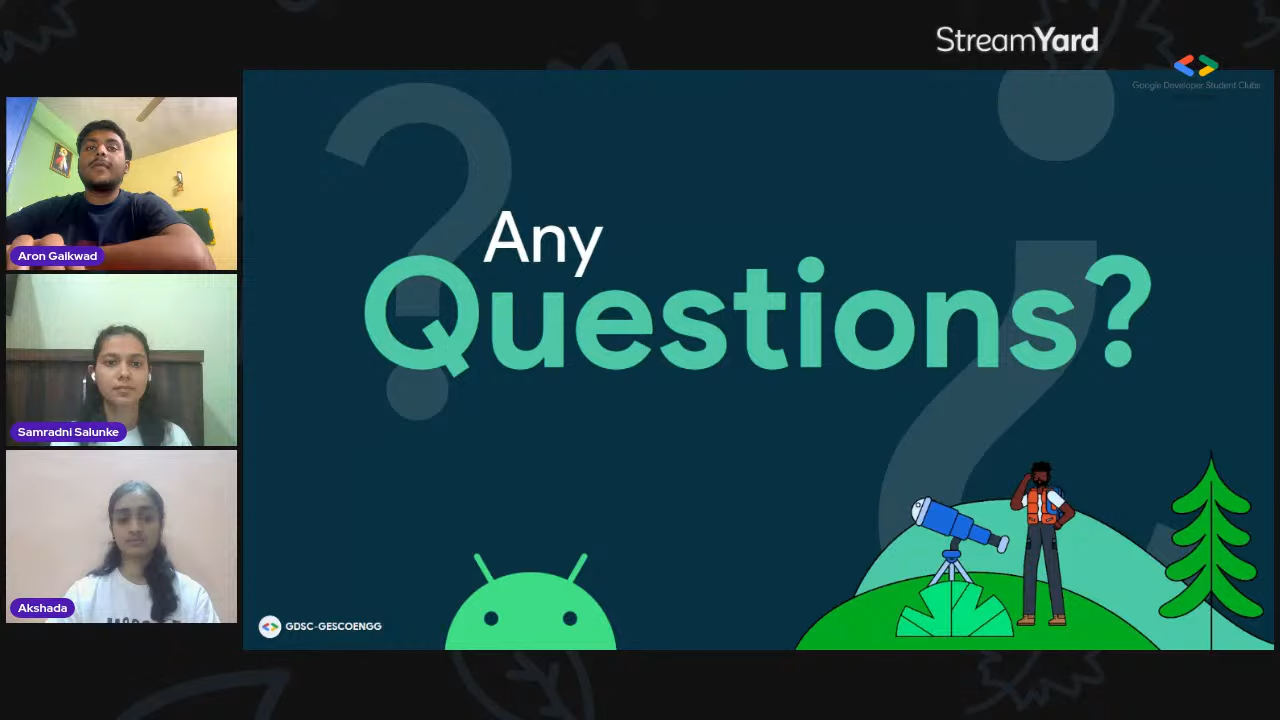 StreamYard
Google Developer Student Clubs
Aron Gaikwad
Samradni Salunke
Akshada
Any
Questions?
GDSC-GESCOENGG